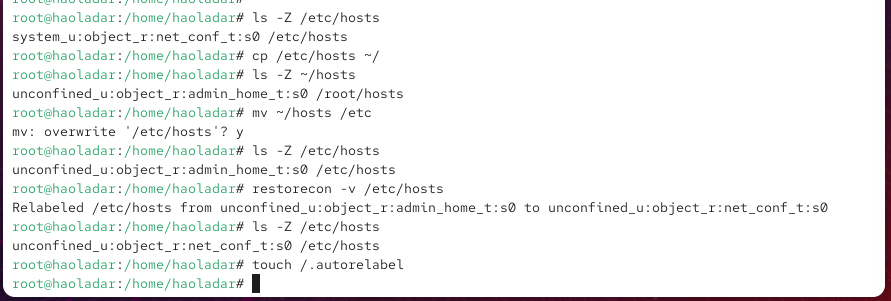 root@haoladar:/home/haoladar# ls -Z /etc/hosts
system_u:object_r:net_conf_t:s0 /etc/hosts
root@haoladar:/home/haoladar# cp /etc/hosts ~/
root@haoladar:/home/haoladar# ls -Z ~/hosts
unconfined_u:object_r:admin_home_t:s0 /root/hosts
root@haoladar:/home/haoladar# mv ~/hosts /etc
mv: overwrite '/etc/hosts'? y
root@haoladar:/home/haoladar# ls -Z /etc/hosts
unconfined_u:object_r:admin_home_t:s0 /etc/hosts
root@haoladar:/home/haoladar# restorecon -v /etc/hosts
Relabeled /etc/hosts from unconfined_u:object_r:admin_home_t:s0 to unconfined_u:object_r:net_conf_t:s0
root@haoladar:/home/haoladar# ls -Z /etc/hosts
unconfined_u:object_r:net_conf_t:s0 /etc/hosts
root@haoladar:/home/haoladar# touch /.autorelabel
root@haoladar:/home/haoladar#